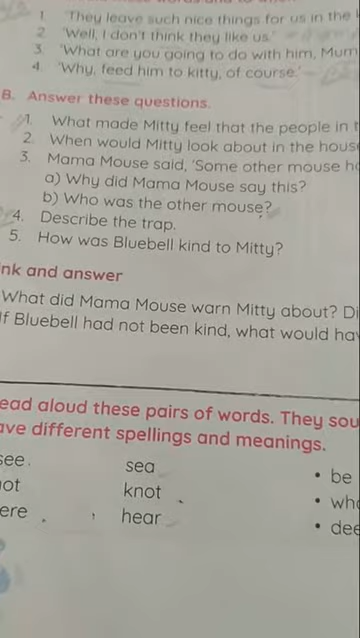 1. 'They leave such nice things for us in the
2. 'Well, I don't think they like us.'
3. 'What are you going to do with him, Mum
4. 'Why, feed him to kitty, of course.'
B. Answer these questions.
1. What made Mitty feel that the people in
2. When would Mitty look about in the hous
3. Mama Mouse said, 'Some other mouse h
a) Why did Mama Mouse say this?
b) Who was the other mouse?
4. Describe the trap.
5. How was Bluebell kind to Mitty?
nk and answer
What did Mama Mouse warn Mitty about? Di
If Bluebell had not been kind, what would ha
ead aloud these pairs of words. They sou
ave different spellings and meanings.
see sea • be
ot knot • wh
ere hear • dee